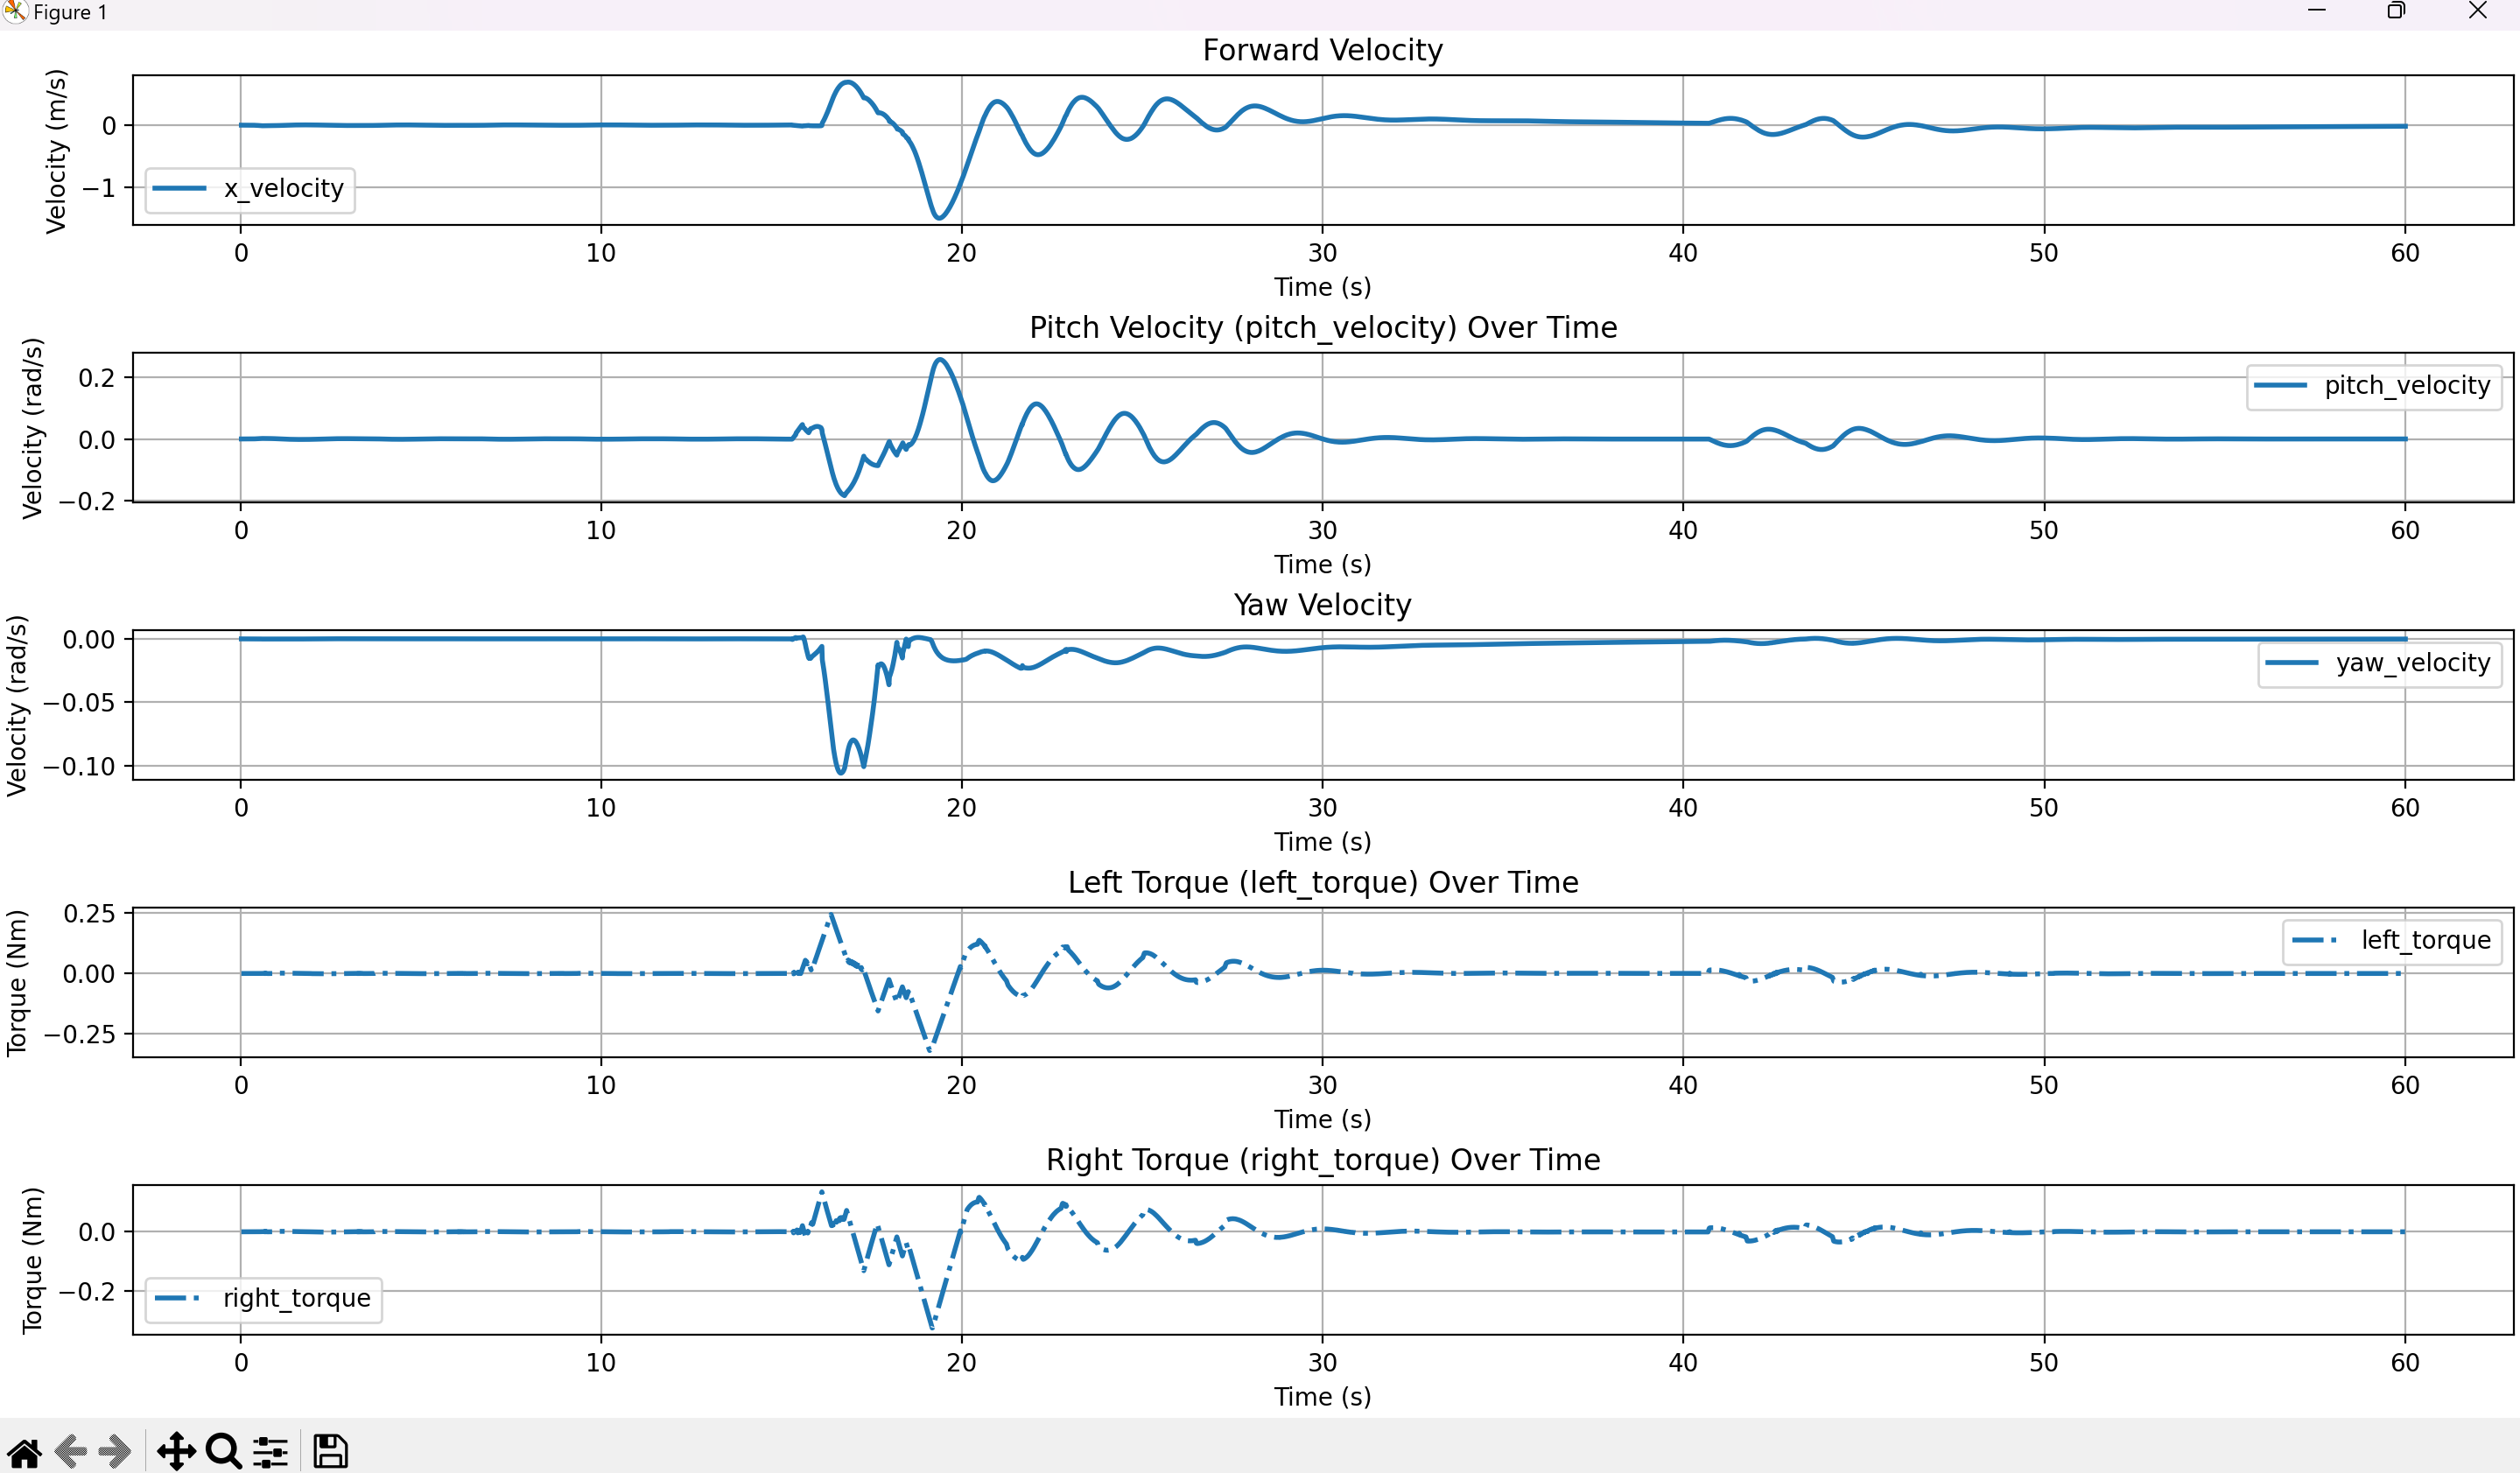 Figure 1
Forward Velocity
Velocity (m/s)
0
−1
x_velocity
0 10 20 30 40 50 60
Time (s)
Pitch Velocity (pitch_velocity) Over Time
Velocity (rad/s)
0.2
0.0
−0.2
pitch_velocity
0 10 20 30 40 50 60
Time (s)
Yaw Velocity
Velocity (rad/s)
0.00
−0.05
−0.10
yaw_velocity
0 10 20 30 40 50 60
Time (s)
Left Torque (left_torque) Over Time
Torque (Nm)
0.25
0.00
−0.25
left_torque
0 10 20 30 40 50 60
Time (s)
Right Torque (right_torque) Over Time
Torque (Nm)
0.0
−0.2
right_torque
0 10 20 30 40 50 60
Time (s)